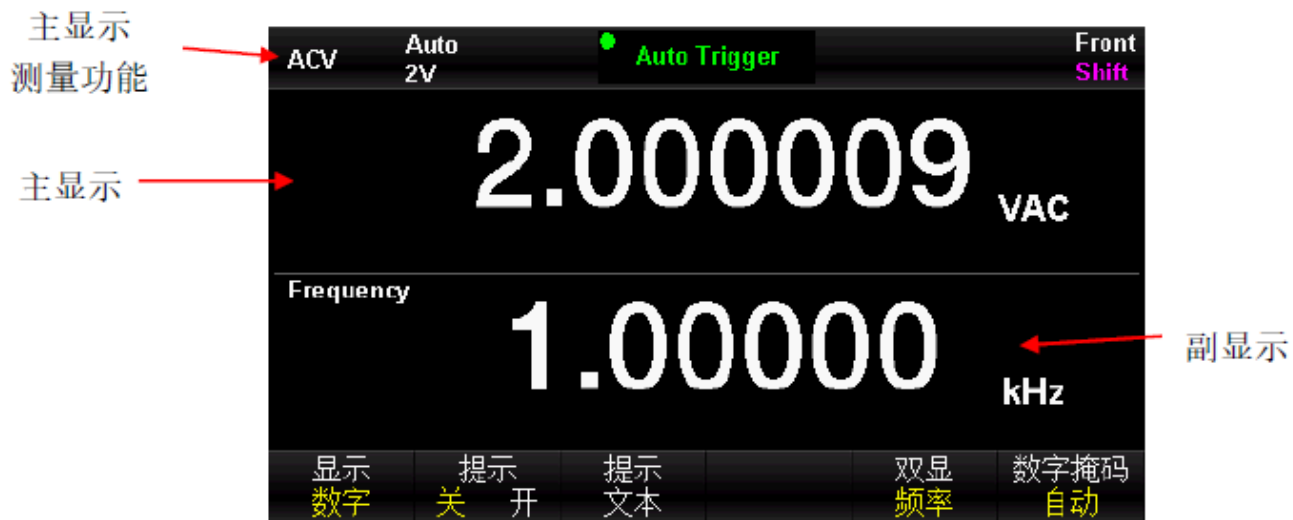 主显示
测量功能
ACV
Auto
2V
Auto Trigger
Front
Shift
主显示
2.000009 VAC
Frequency
1.00000 kHz
副显示
显示 提示 提示 双显 数字掩码
数字 关 开 文本 频率 自动